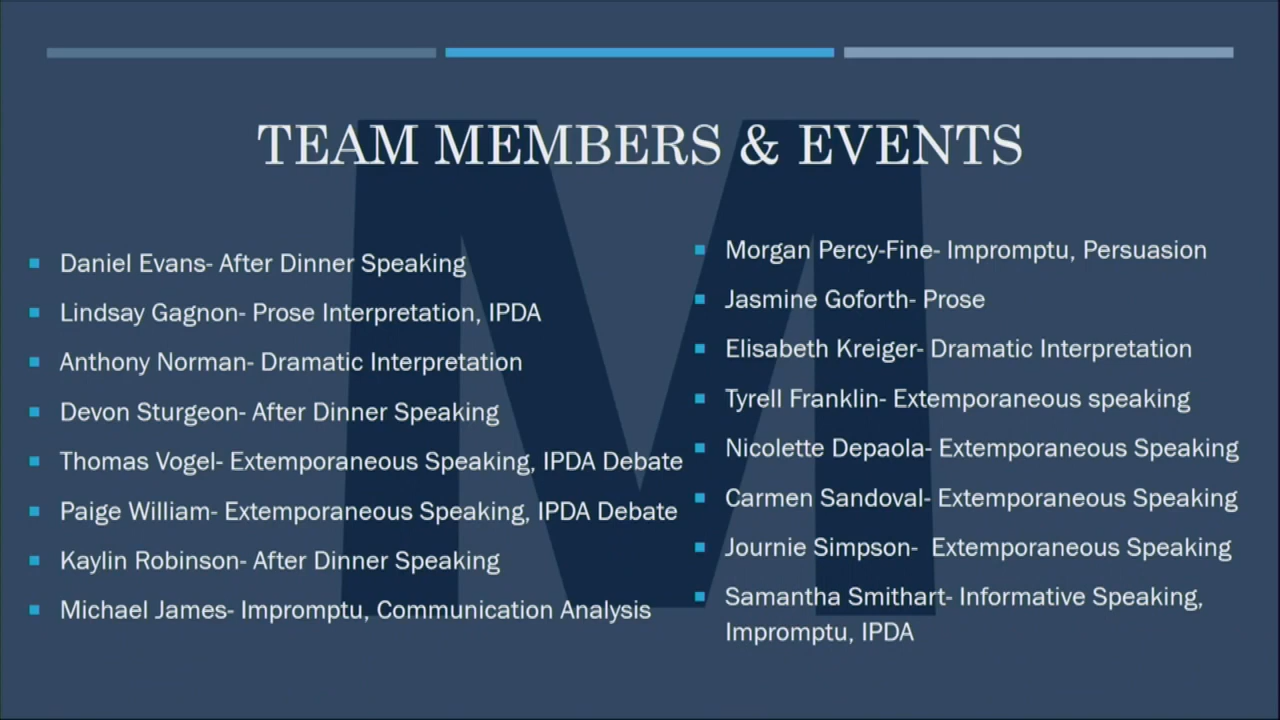 TEAM MEMBERS & EVENTS
Daniel Evans- After Dinner Speaking
Lindsay Gagnon- Prose Interpretation, IPDA
Anthony Norman- Dramatic Interpretation
Devon Sturgeon- After Dinner Speaking
Thomas Vogel- Extemporaneous Speaking, IPDA Debate
Paige William- Extemporaneous Speaking, IPDA Debate
Kaylin Robinson- After Dinner Speaking
Michael James- Impromptu, Communication Analysis
Morgan Percy-Fine- Impromptu, Persuasion
Jasmine Goforth- Prose
Elisabeth Kreiger- Dramatic Interpretation
Tyrell Franklin- Extemporaneous speaking
Nicolette Depaola- Extemporaneous Speaking
Carmen Sandoval- Extemporaneous Speaking
Journie Simpson-  Extemporaneous Speaking
Samantha Smithart- Informative Speaking,
Impromptu, IPDA
M